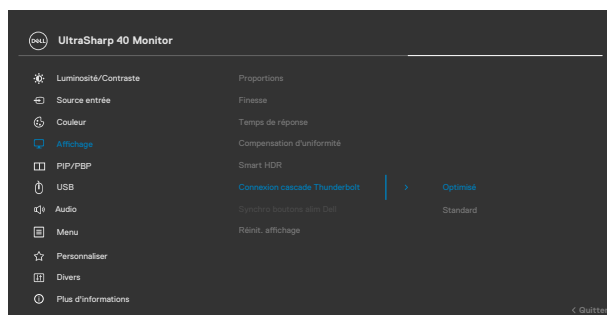 DELL UltraSharp 40 Monitor
Luminosité/Contraste
Proportions
Source entrée
Finesse
Couleur
Temps de réponse
Affichage
Compensation d'uniformité
PIP/PBP
Smart HDR
USB
Connexion cascade Thunderbolt > Optimisé
Audio
Synchro boutons alim Dell
Standard
Menu
Réinit. affichage
Personnaliser
Divers
Plus d'informations
< Quitter